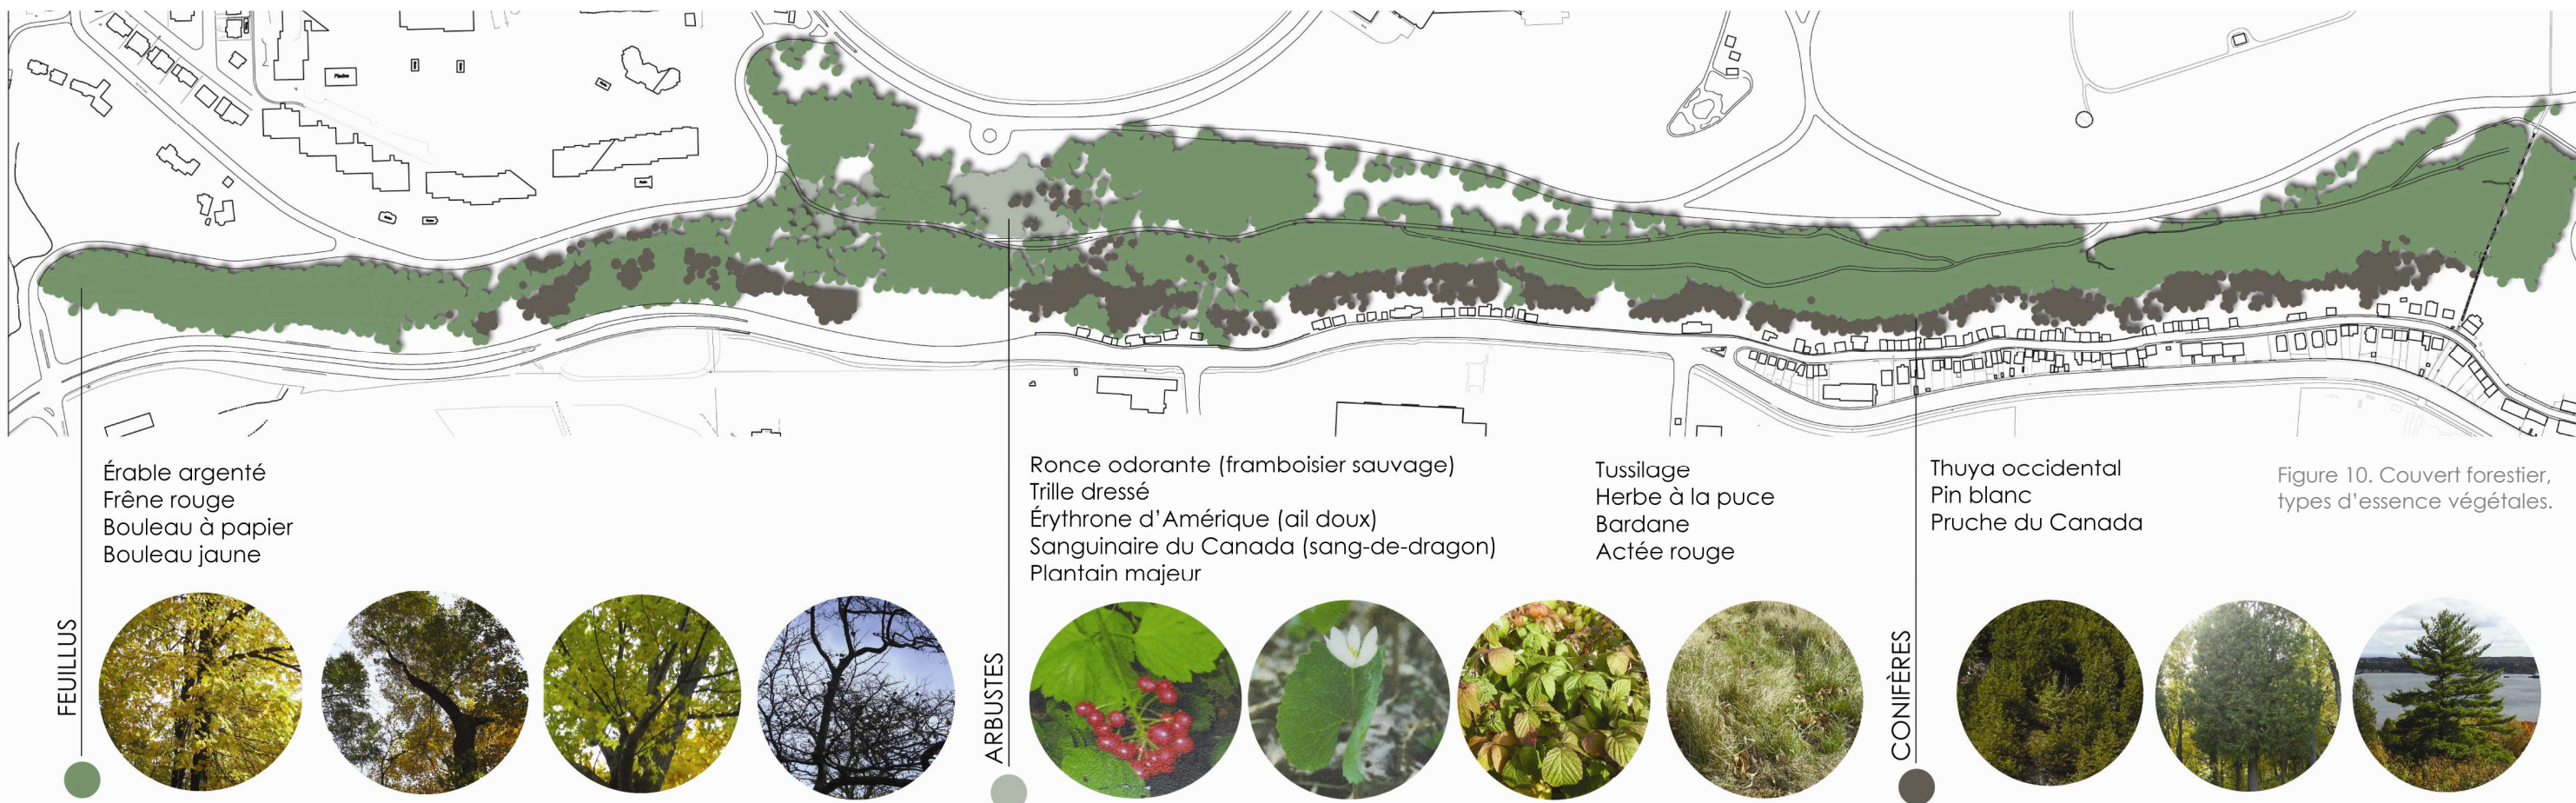 Piscine
Érable argenté
Frêne rouge
Bouleau à papier
Bouleau jaune
FEUILLUS
Ronce odorante (framboisier sauvage)
Trille dressé
Érythrone d'Amérique (ail doux)
Sanguinaire du Canada (sang-de-dragon)
Plantain majeur
Tussilage
Herbe à la puce
Bardane
Actée rouge
ARBUSTES
Thuya occidental
Pin blanc
Pruche du Canada
CONIFÈRES
Figure 10. Couvert forestier,
types d'essence végétales.